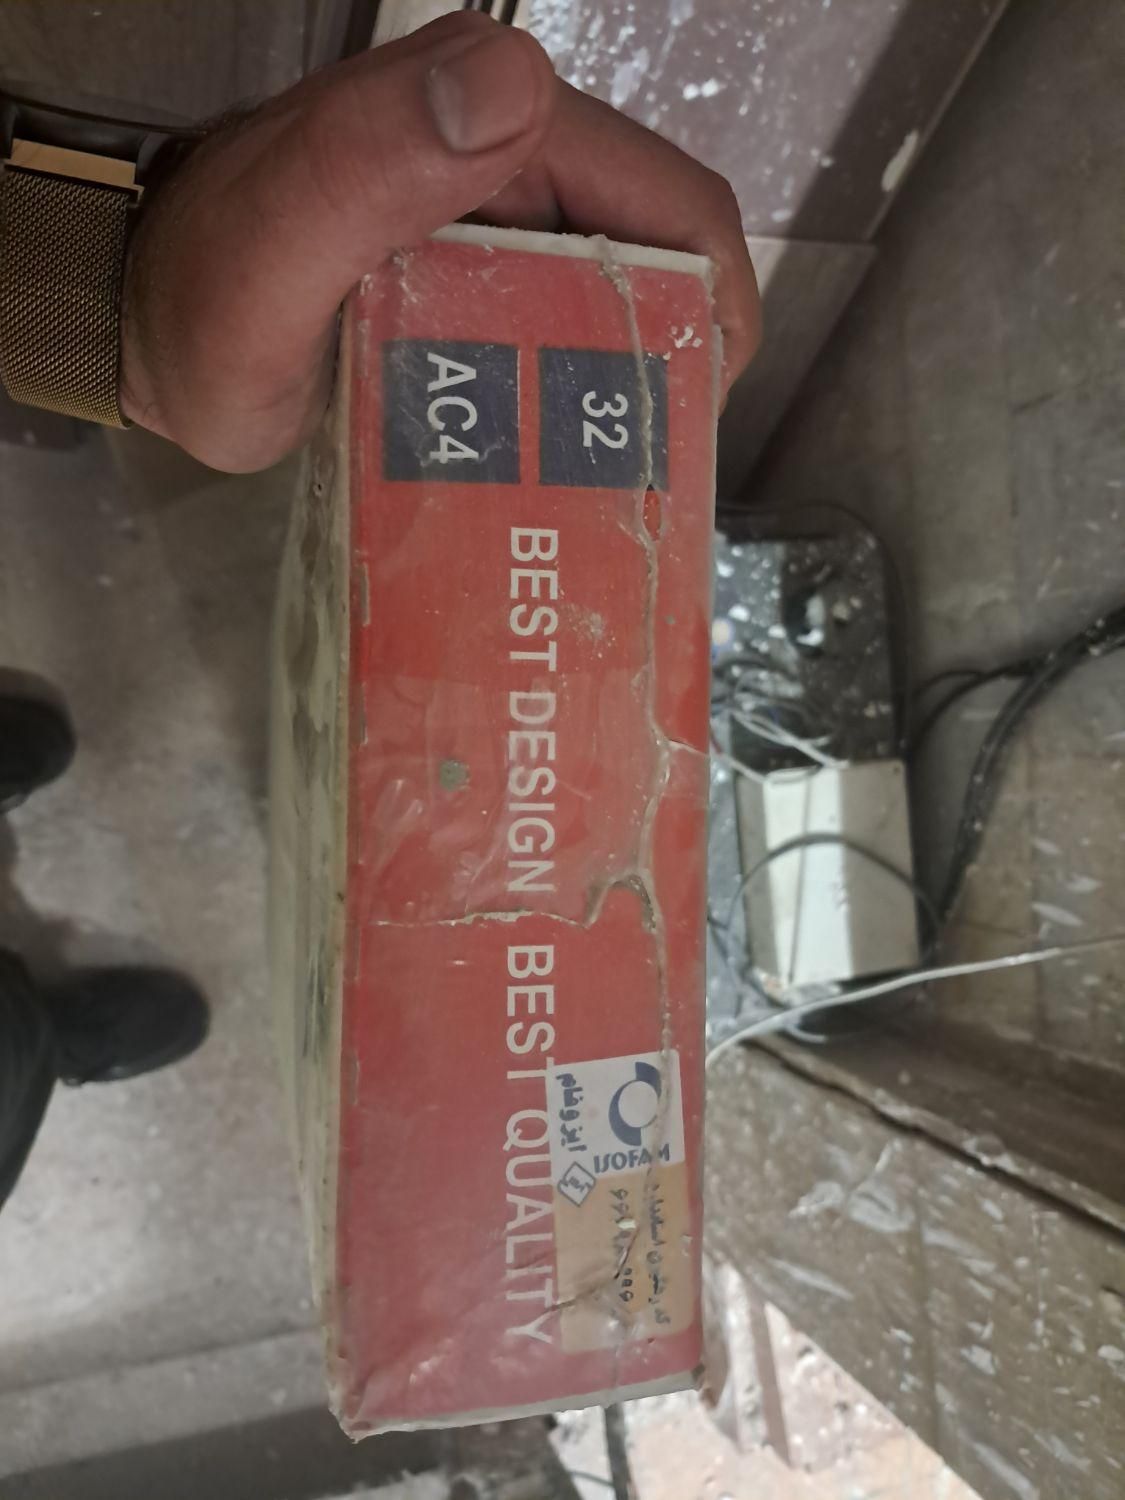 AC4
32
BEST DESIGN BEST QUALITY
ISOFAM
ایزوفام